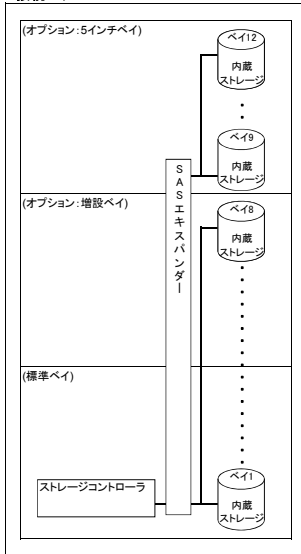 (オプション:5インチベイ)
ベイ12
内蔵
ストレージ
ベイ9
内蔵
ストレージ
SASエキスパンダー
(オプション:増設ベイ)
ベイ8
内蔵
ストレージ
(標準ベイ)
ストレージコントローラ
ベイ1
内蔵
ストレージ